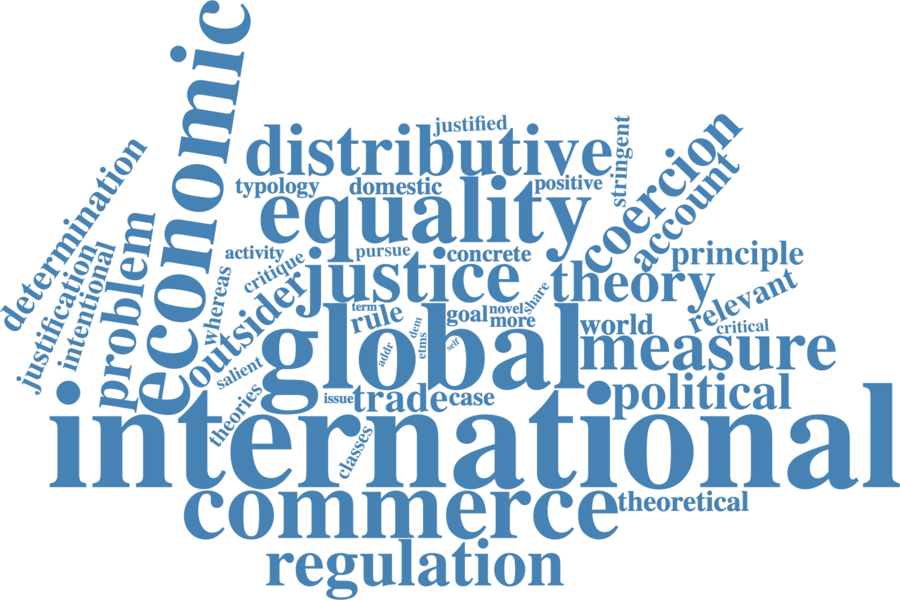 economic
distributive
justified
stringent
coercion
account
typology
domestic
positive
equality
determination
justification
intentional
problem
whereas
activity
critique
pursue
concrete
principle
outsider
justice
theory
share
relevant
term
rule
goal
novel
more
world
critical
salient
global
addr
dem
etms
self
measure
theories
issue
trade
case
political
international
classes
commerce
theoretical
regulation